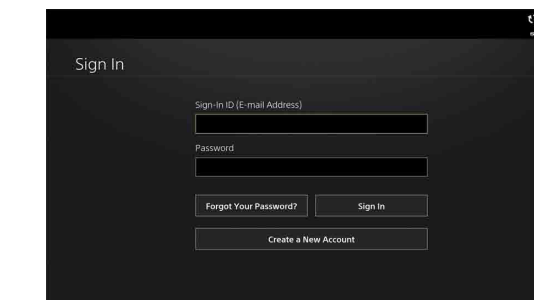 Sign In
Sign-In ID (E-mail Address)
Password
Forgot Your Password?
Sign In
Create a New Account